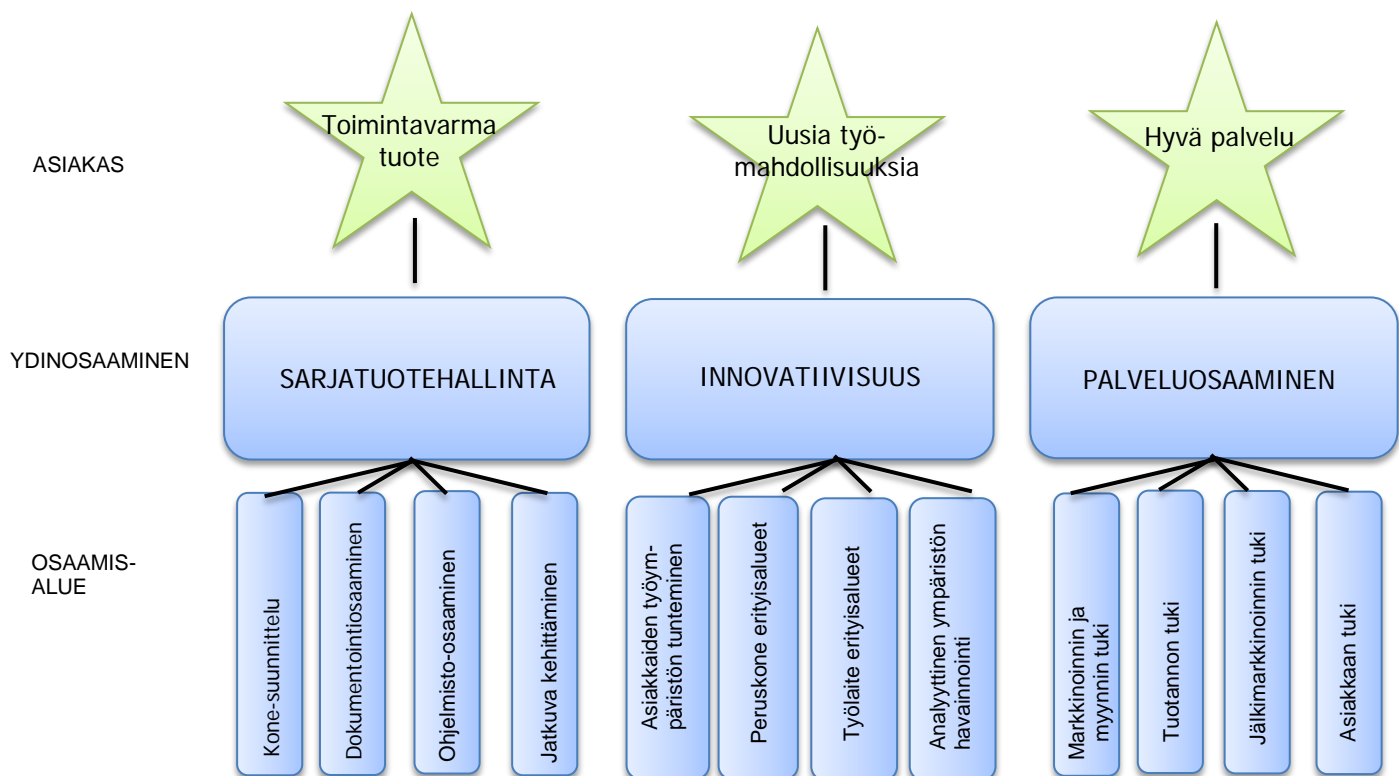 ASIAKAS
Toimintavarma
tuote
Uusia työ-
mahdollisuuksia
Hyvä palvelu
YDINOSAAMINEN
SARJATUOTEHALLINTA
INNOVATIIVISUUS
PALVELUOSAAMINEN
OSAAMIS-
ALUE
Kone-suunnittelu
Dokumentointiosaaminen
Ohjelmisto-osaaminen
Jatkuva kehittäminen
Asiakkaiden työym-
päristön tunteminen
Peruskone erityisalueet
Työlaite erityisalueet
Analyyttinen ympäristön
havainnointi
Markkinoinnin ja
myynnin tuki
Tuotannon tuki
Jälkimarkkinoinnin tuki
Asiakkaan tuki